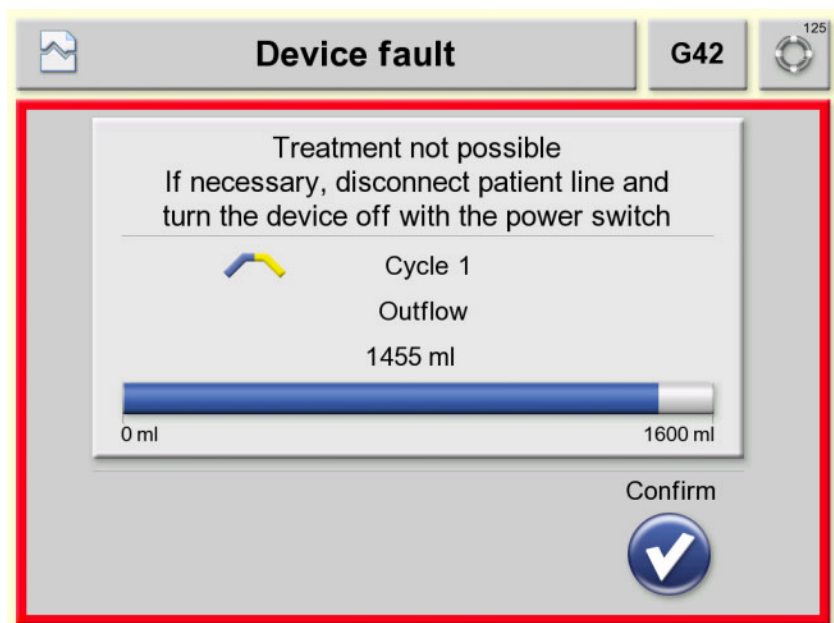 Device fault
G42
125
Treatment not possible
If necessary, disconnect patient line and
turn the device off with the power switch
Cycle 1
Outflow
1455 ml
0 ml
1600 ml
Confirm